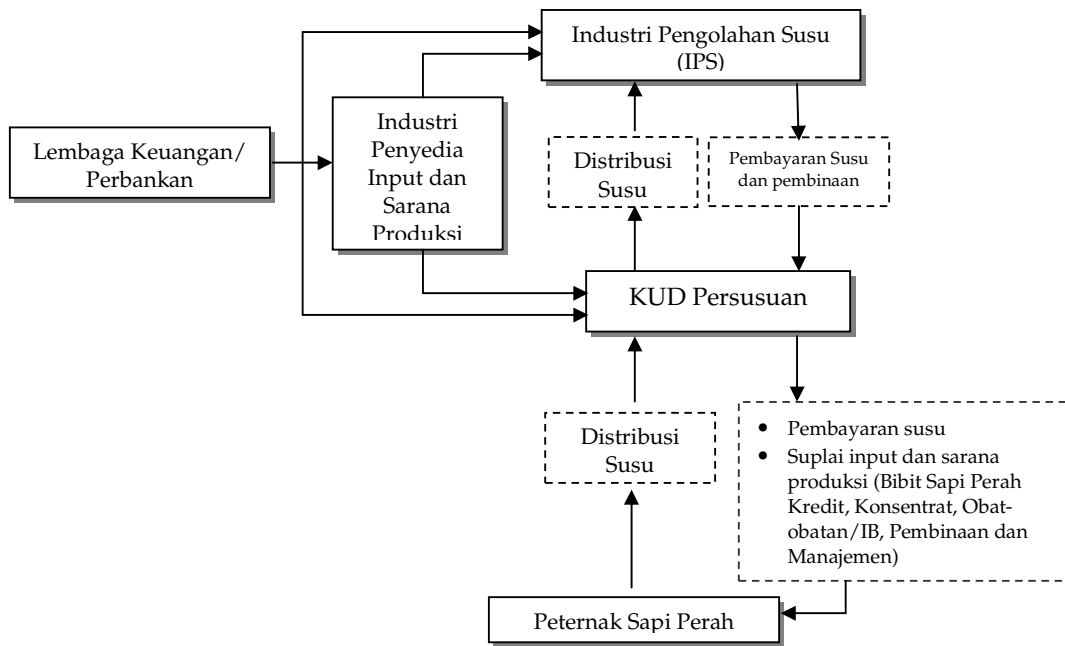 Industri Pengolahan Susu
(IPS)
Lembaga Keuangan/
Perbankan
Industri
Penyedia
Input dan
Sarana
Produksi
Distribusi
Susu
Pembayaran Susu
dan pembinaan
KUD Persusuan
Distribusi
Susu
• Pembayaran susu
• Suplai input dan sarana
produksi (Bibit Sapi Perah
Kredit, Konsentrat, Obat-
obatan/IB, Pembinaan dan
Manajemen)
Peternak Sapi Perah